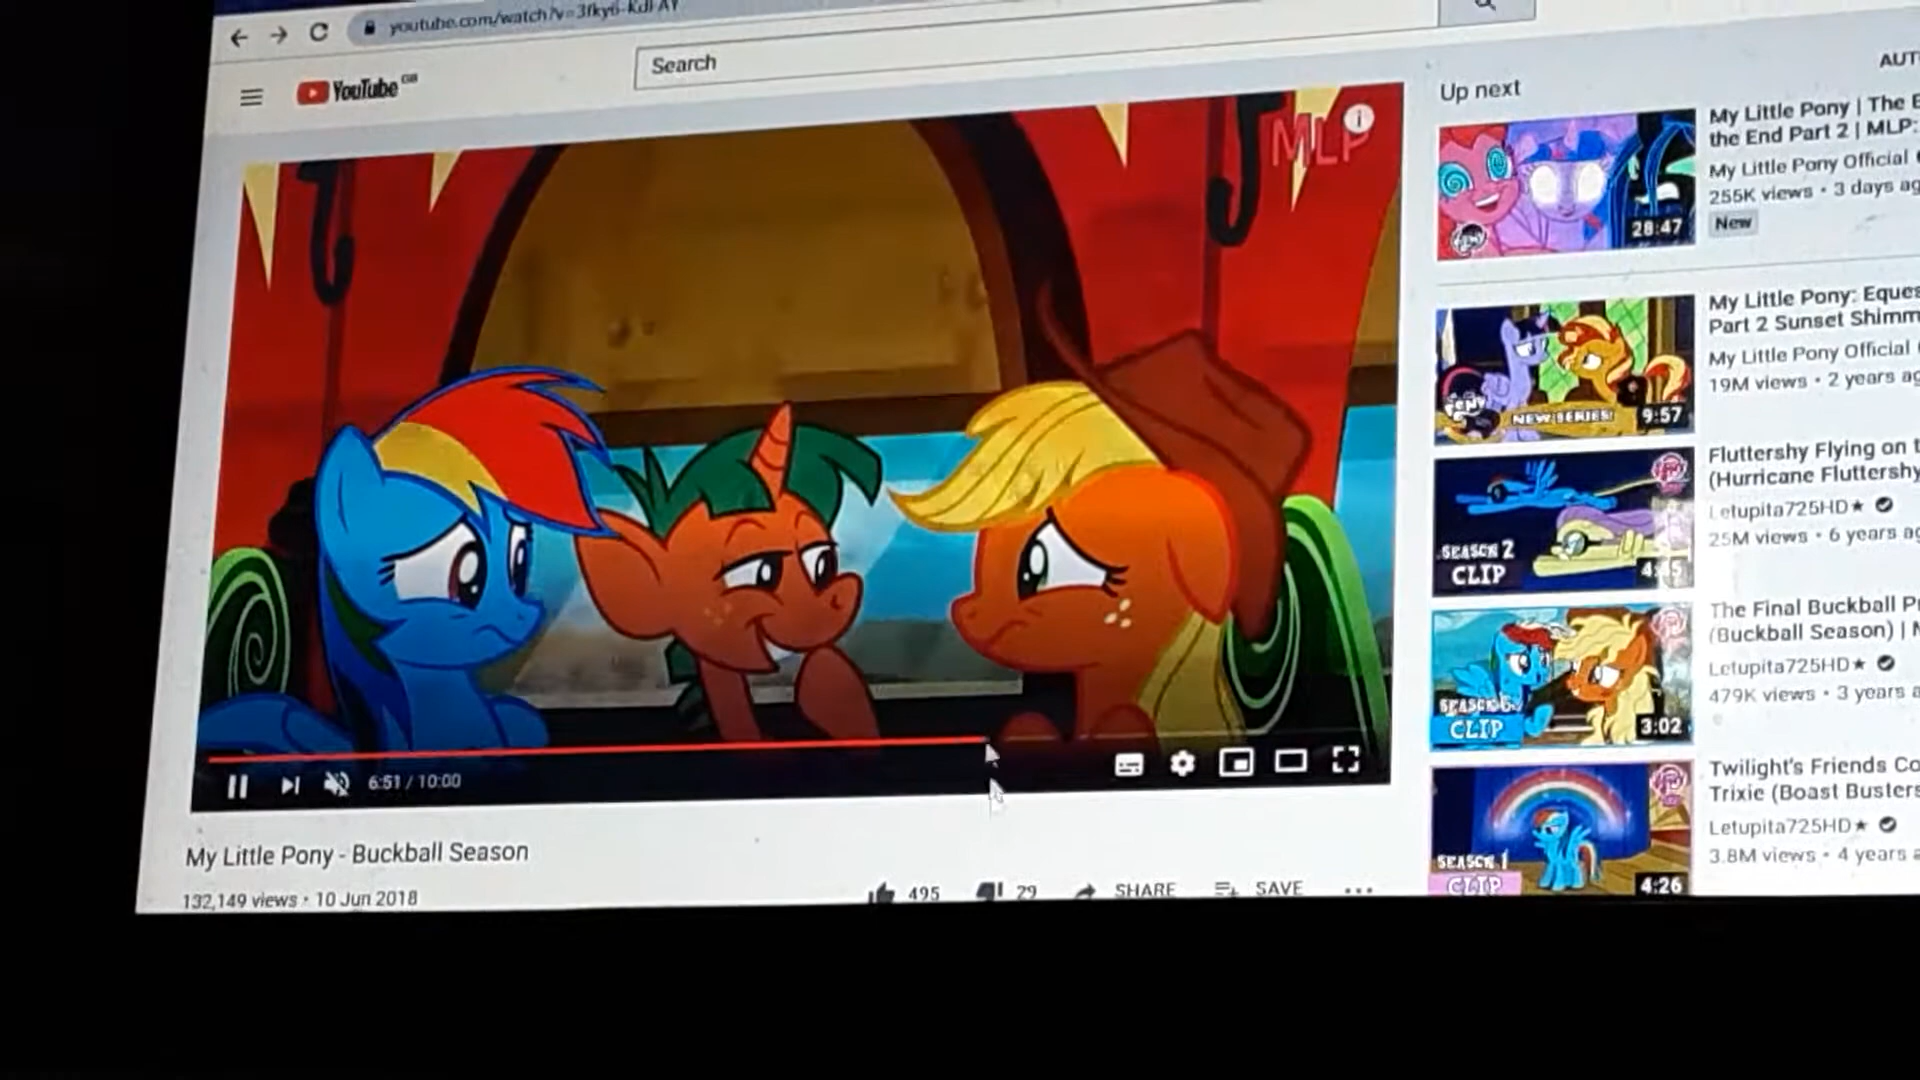 youtube.com/watch?v=3fky6-
YouTube GB
Search
MLP
i
6:51 / 10:00
My Little Pony - Buckball Season
132,149 views • 10 Jun 2018
495
29
SHARE
SAVE
Up next
AUT
28:47
My Little Pony | The E
the End Part 2 | MLP:
My Little Pony Official
255K views • 3 days ag
New
NEW SERIES!
9:57
My Little Pony: Eques
Part 2 Sunset Shimm
My Little Pony Official
19M views • 2 years ag
SEASON 2
CLIP
4:45
Fluttershy Flying on t
(Hurricane Fluttershy
Letupita725HD★
25M views • 6 years ag
SEASON 6
CLIP
3:02
The Final Buckball P
(Buckball Season) |
Letupita725HD★
479K views • 3 years a
SEASON 1
CLIP
4:26
Twilight's Friends Co
Trixie (Boast Busters
Letupita725HD★
3.8M views • 4 years a